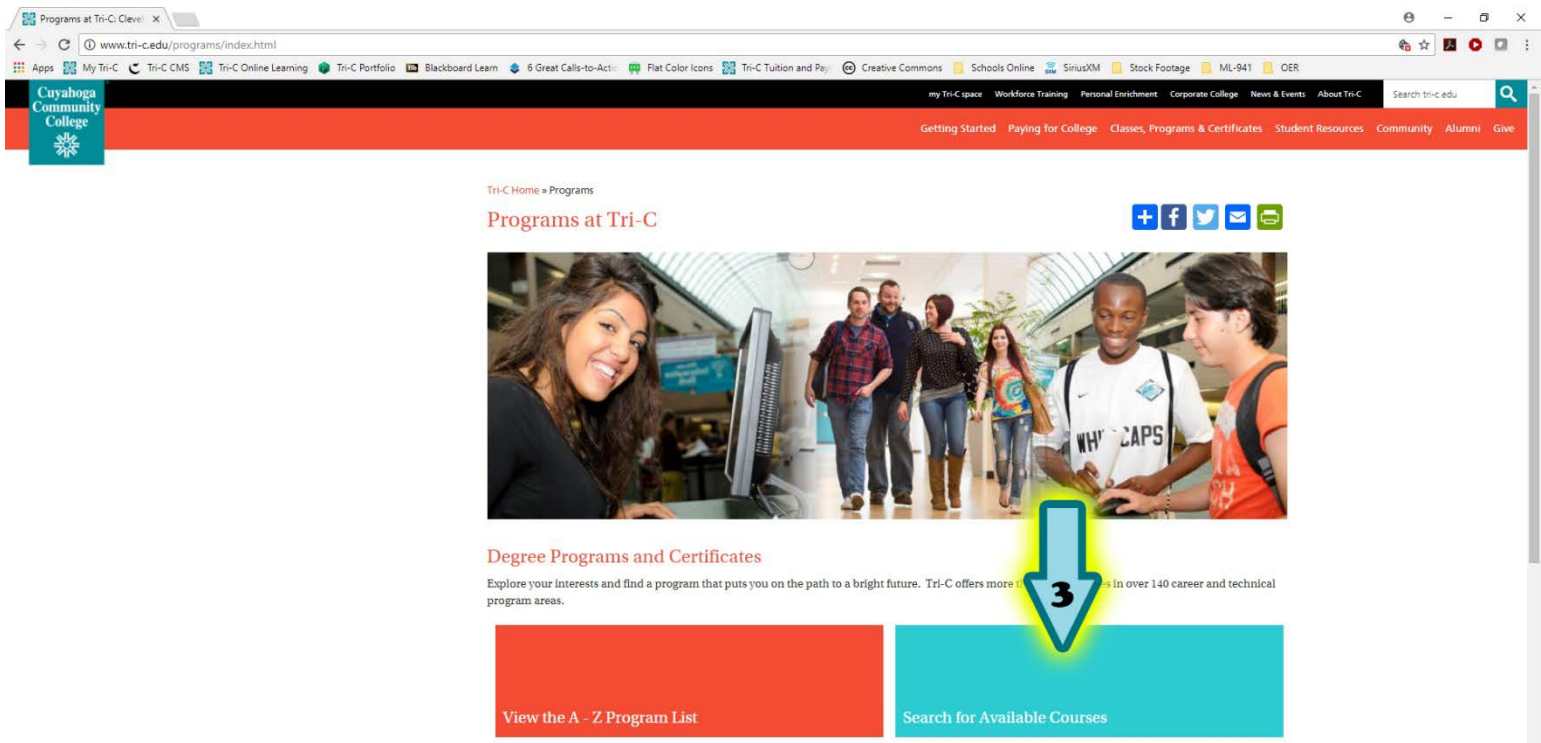 Programs at Tri-C: Clevel
www.tri-c.edu/programs/index.html
Apps My Tri-C Tri-C CMS Tri-C Online Learning Tri-C Portfolio Blackboard Learn 6 Great Calls-to-Actio Flat Color Icons Tri-C Tuition and Pay Creative Commons Schools Online SiriusXM Stock Footage ML-941 OER
Cuyahoga
Community
College
my Tri-C space Workforce Training Personal Enrichment Corporate College News & Events About Tri-C Search tri-c.edu
Getting Started Paying for College Classes, Programs & Certificates Student Resources Community Alumni Give
Tri-C Home » Programs
Programs at Tri-C
WH CAPS
Degree Programs and Certificates
Explore your interests and find a program that puts you on the path to a bright future. Tri-C offers more in over 140 career and technical
program areas.
3
View the A - Z Program List
Search for Available Courses